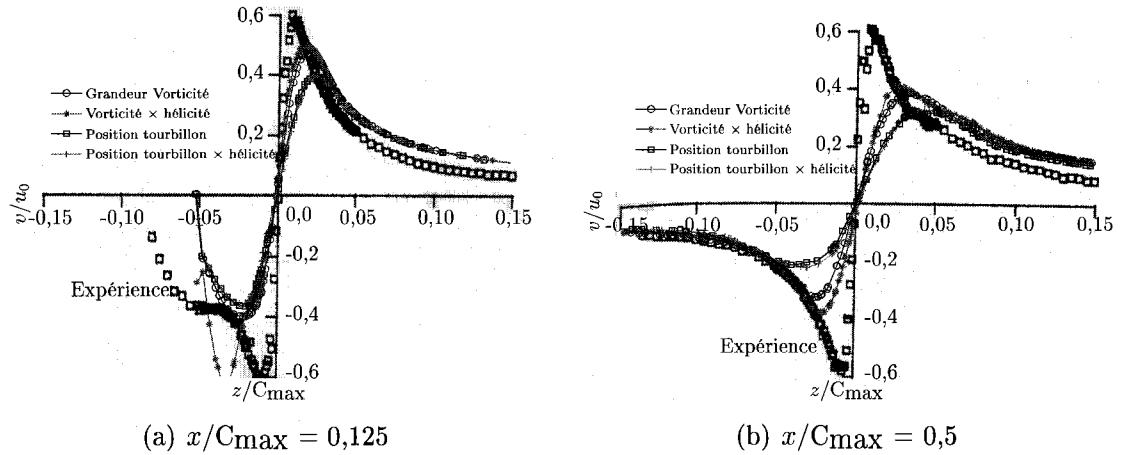 0,6
0,4
0,2
Grandeur Vorticité
Vorticité × hélicité
Position tourbillon
Position tourbillon × hélicité
v/u0
-0,15
-0,10
-0,05
0,0
0,05
0,10
0,15
-0,2
-0,4
-0,6
Expérience
z/Cmax
(a) x/Cmax = 0,125
0,6
0,4
0,2
Grandeur Vorticité
Vorticité × hélicité
Position tourbillon
Position tourbillon × hélicité
v/u0
-0,15
-0,10
-0,05
0,0
0,05
0,10
0,15
-0,2
-0,4
-0,6
Expérience
z/Cmax
(b) x/Cmax = 0,5